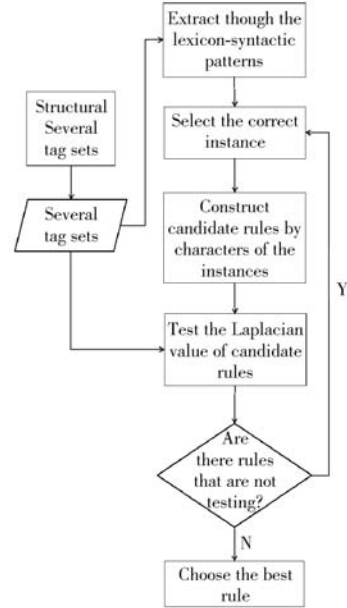 Extract though the
lexicon-syntactic
patterns
Structural
Several
tag sets
Select the correct
instance
Several
tag sets
Construct
candidate rules by
characters of the
instances
Y
Test the Laplacian
value of candidate
rules
Are
there rules
that are not
testing?
N
Choose the best
rule